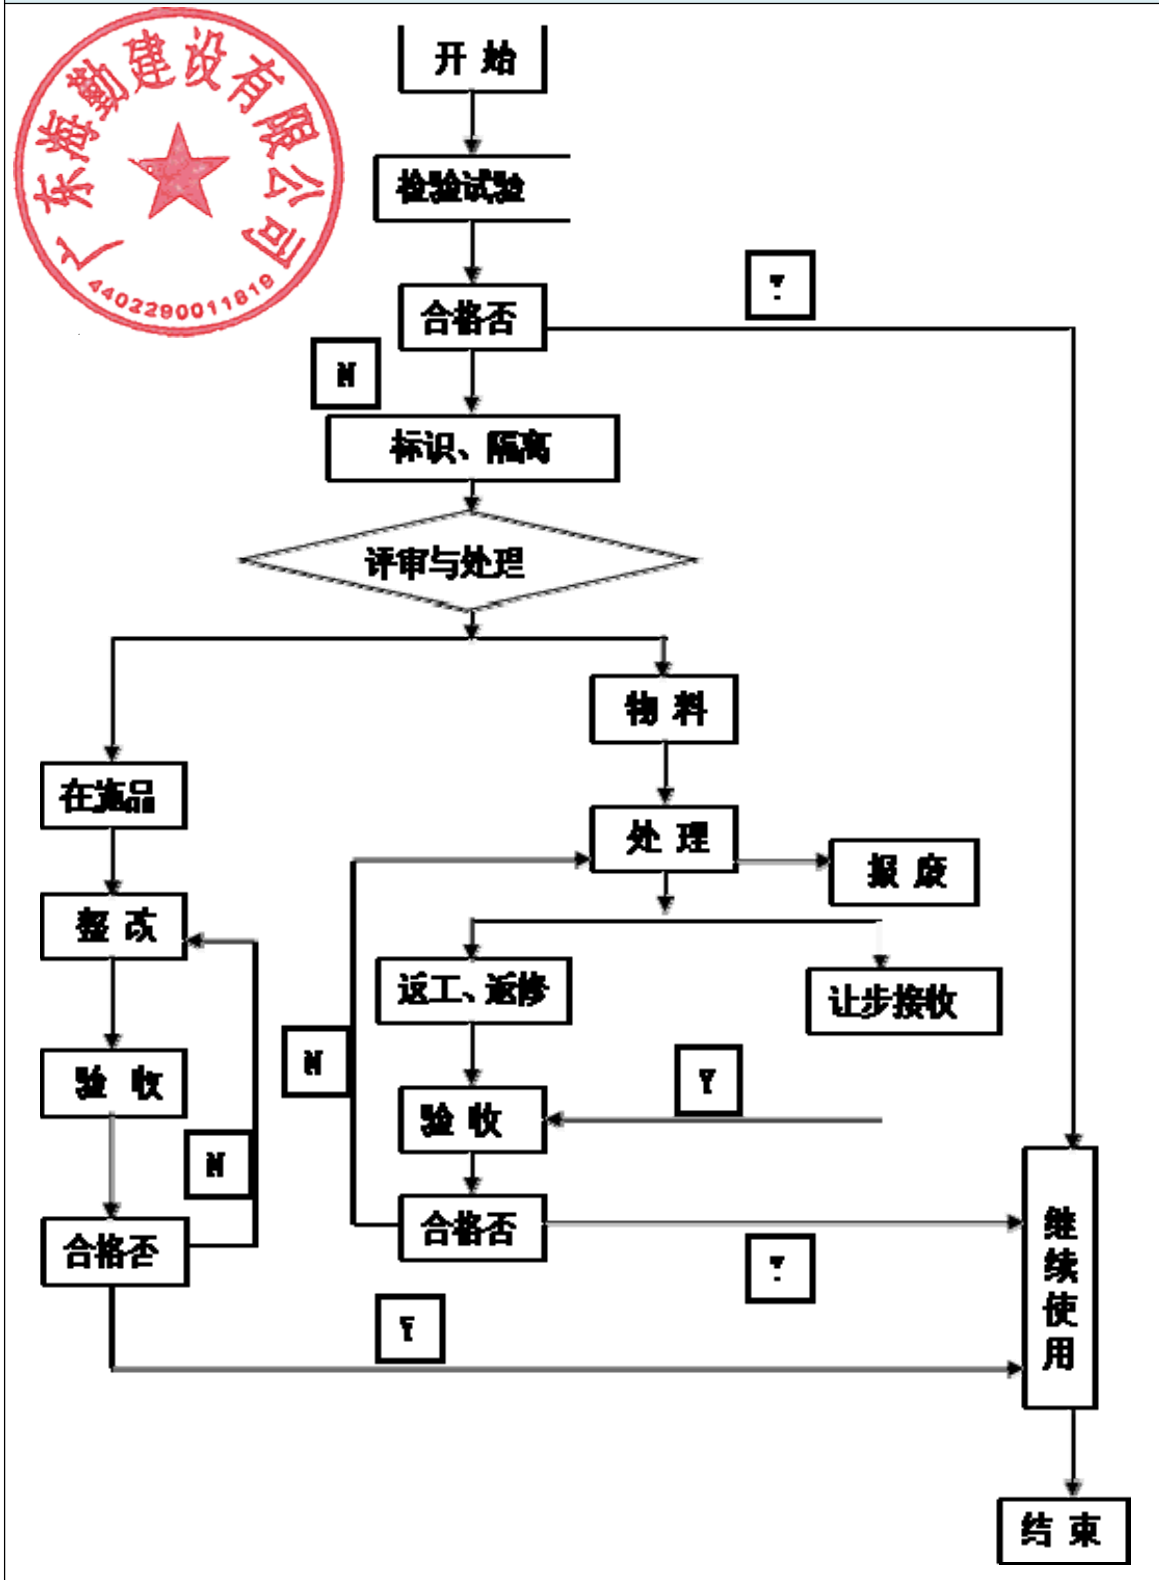 广东海勤建设有限公司
4402290011819
开 始
检验试验
合格否
Y
N
标识、隔离
评审与处理
物 料
在施品
处 理
报 废
整 改
返工、返修
让步接收
N
Y
验 收
验 收
N
合格否
合格否
Y
Y
继续使用
结 束